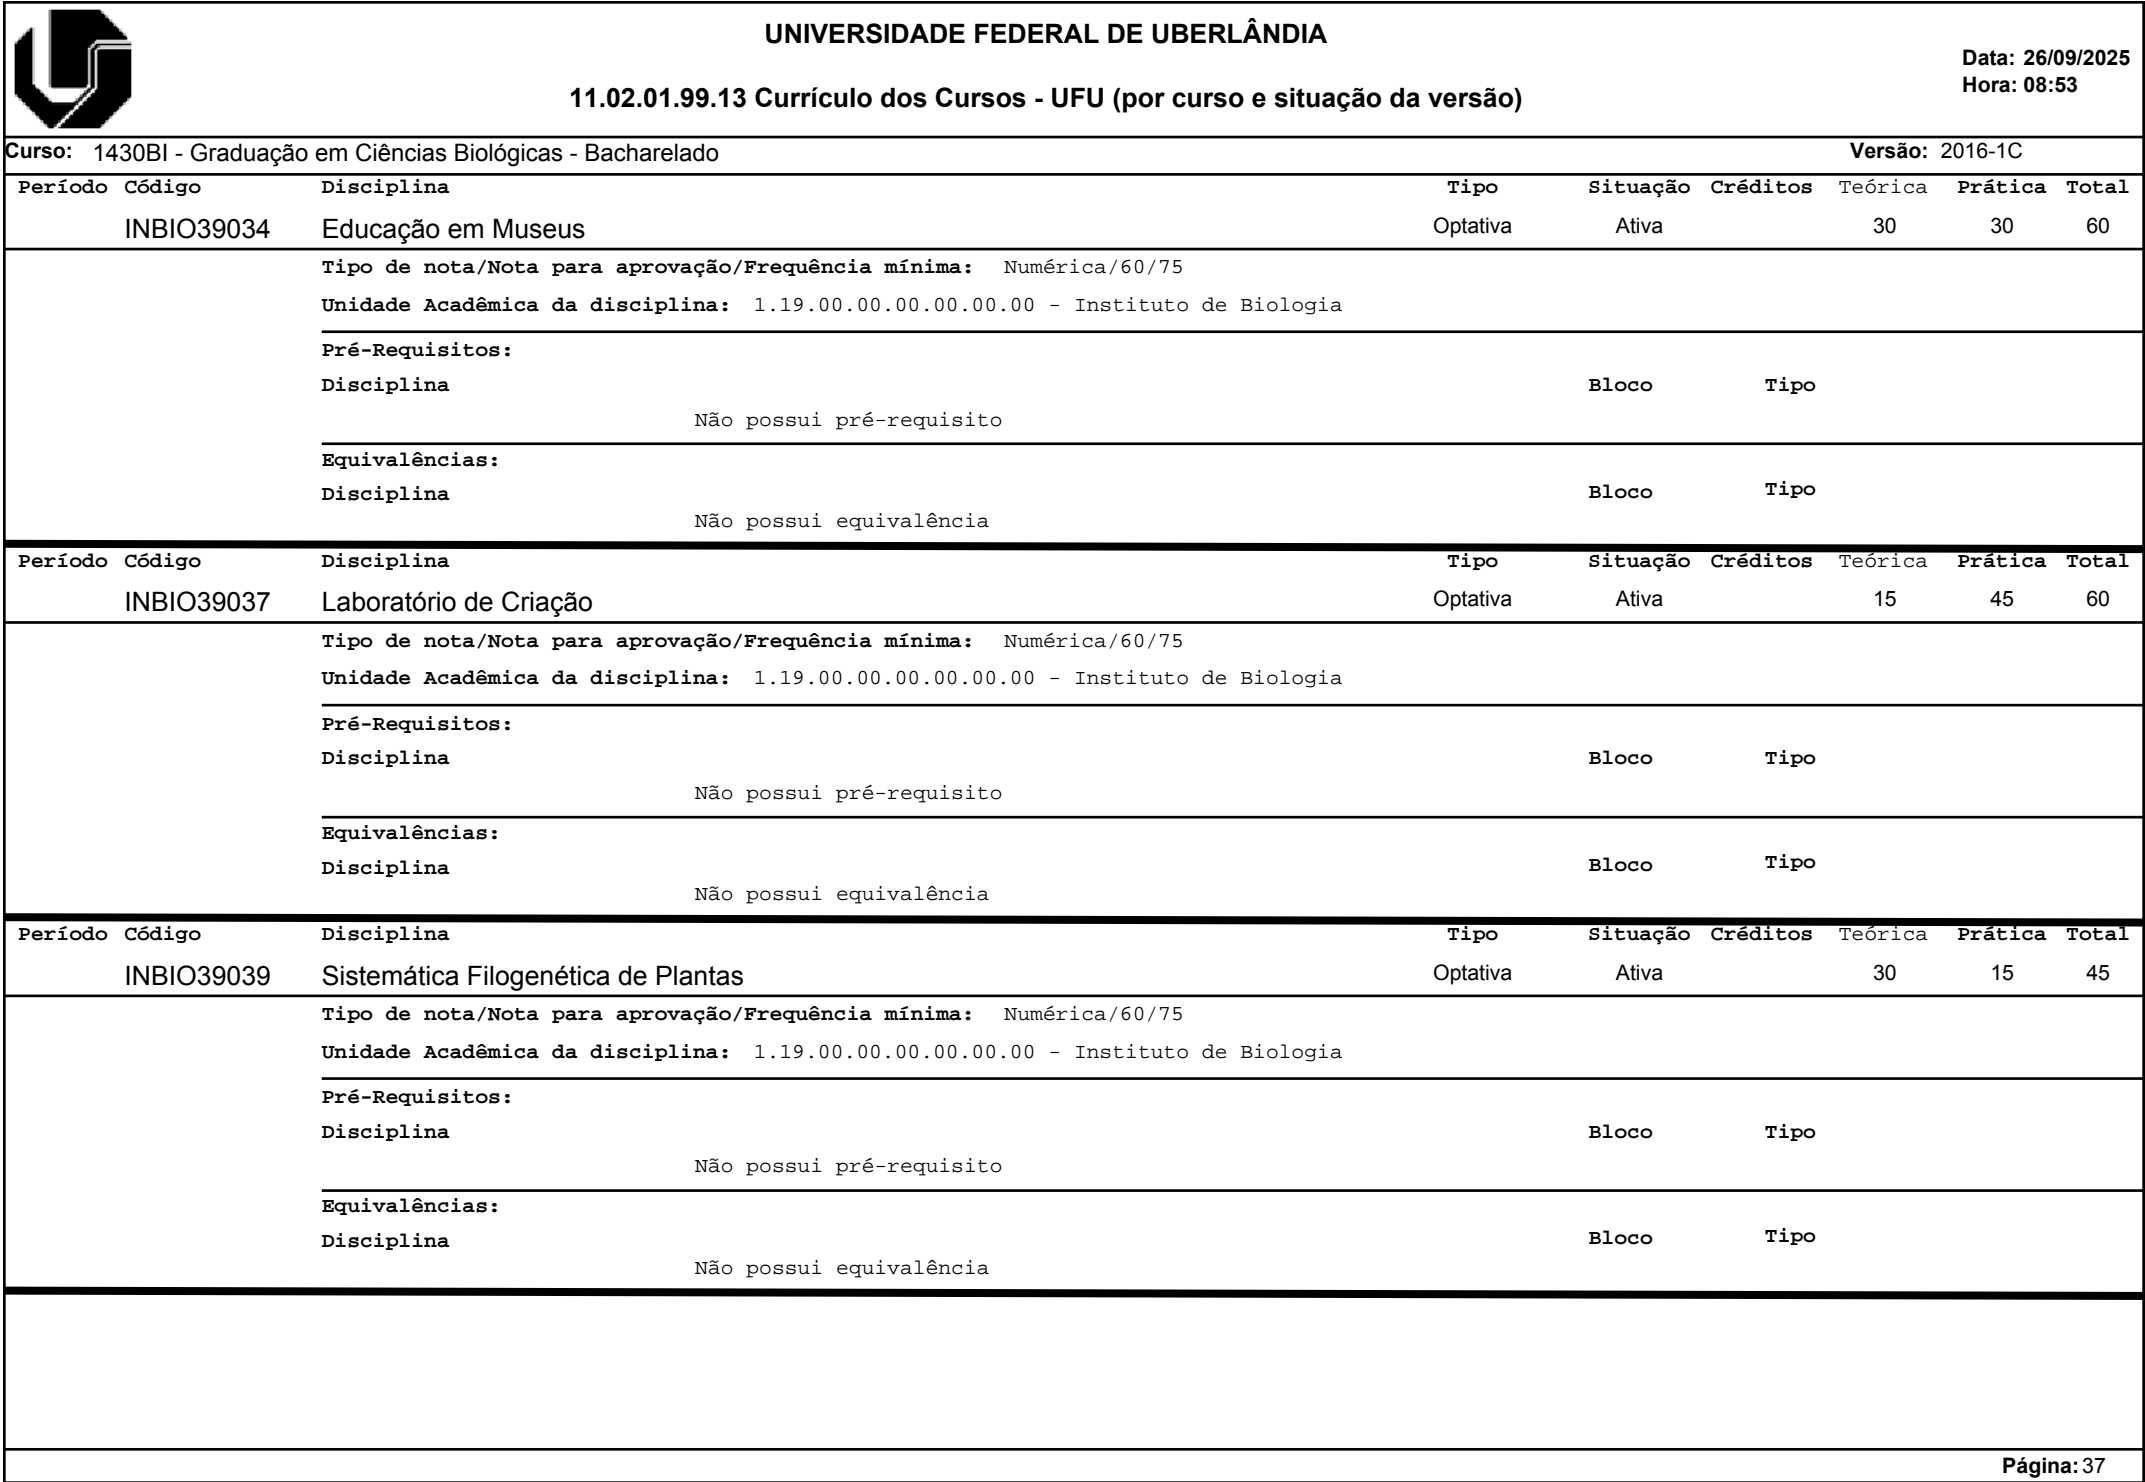 UNIVERSIDADE FEDERAL DE UBERLÂNDIA
Data: 26/09/2025
Hora: 08:53
11.02.01.99.13 Currículo dos Cursos - UFU (por curso e situação da versão)
Curso: 1430BI - Graduação em Ciências Biológicas - Bacharelado Versão: 2016-1C
Período Código Disciplina Tipo Situação Créditos Teórica Prática Total
INBIO39034 Educação em Museus Optativa Ativa 30 30 60
Tipo de nota/Nota para aprovação/Frequência mínima: Numérica/60/75
Unidade Acadêmica da disciplina: 1.19.00.00.00.00.00.00 - Instituto de Biologia
Pré-Requisitos:
Disciplina Bloco Tipo
Não possui pré-requisito
Equivalências:
Disciplina Bloco Tipo
Não possui equivalência
Período Código Disciplina Tipo Situação Créditos Teórica Prática Total
INBIO39037 Laboratório de Criação Optativa Ativa 15 45 60
Tipo de nota/Nota para aprovação/Frequência mínima: Numérica/60/75
Unidade Acadêmica da disciplina: 1.19.00.00.00.00.00.00 - Instituto de Biologia
Pré-Requisitos:
Disciplina Bloco Tipo
Não possui pré-requisito
Equivalências:
Disciplina Bloco Tipo
Não possui equivalência
Período Código Disciplina Tipo Situação Créditos Teórica Prática Total
INBIO39039 Sistemática Filogenética de Plantas Optativa Ativa 30 15 45
Tipo de nota/Nota para aprovação/Frequência mínima: Numérica/60/75
Unidade Acadêmica da disciplina: 1.19.00.00.00.00.00.00 - Instituto de Biologia
Pré-Requisitos:
Disciplina Bloco Tipo
Não possui pré-requisito
Equivalências:
Disciplina Bloco Tipo
Não possui equivalência
Página: 37